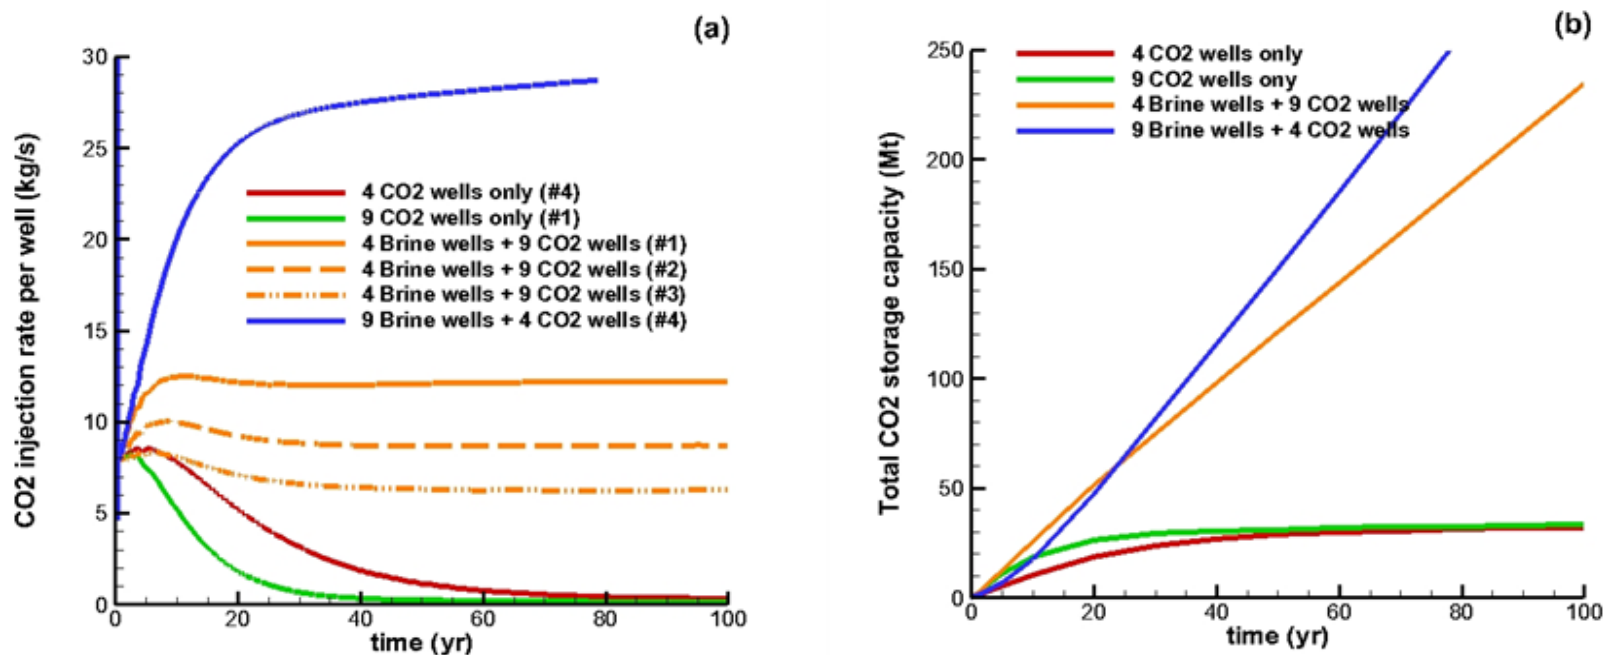 (a)
30
25
20
15
10
5
0
CO2 injection rate per well (kg/s)
4 CO2 wells only (#4)
9 CO2 wells only (#1)
4 Brine wells + 9 CO2 wells (#1)
4 Brine wells + 9 CO2 wells (#2)
4 Brine wells + 9 CO2 wells (#3)
9 Brine wells + 4 CO2 wells (#4)
0 20 40 60 80 100
time (yr)
(b)
250
200
150
100
50
0
Total CO2 storage capacity (Mt)
4 CO2 wells only
9 CO2 wells ony
4 Brine wells + 9 CO2 wells
9 Brine wells + 4 CO2 wells
0 20 40 60 80 100
time (yr)